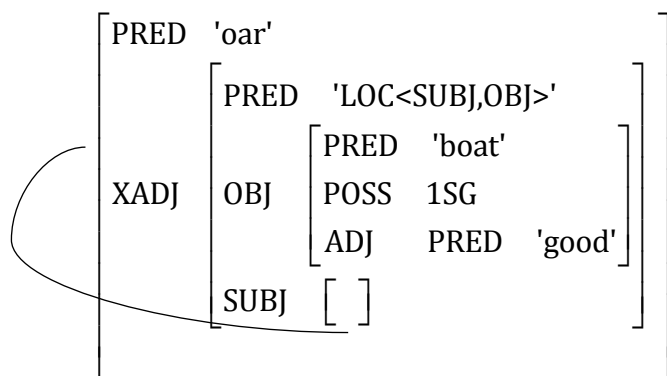 PRED 'oar'
PRED 'LOC<SUBJ,OBJ>'
PRED 'boat'
XADJ OBJ POSS 1SG
ADJ PRED 'good'
SUBJ [ ]